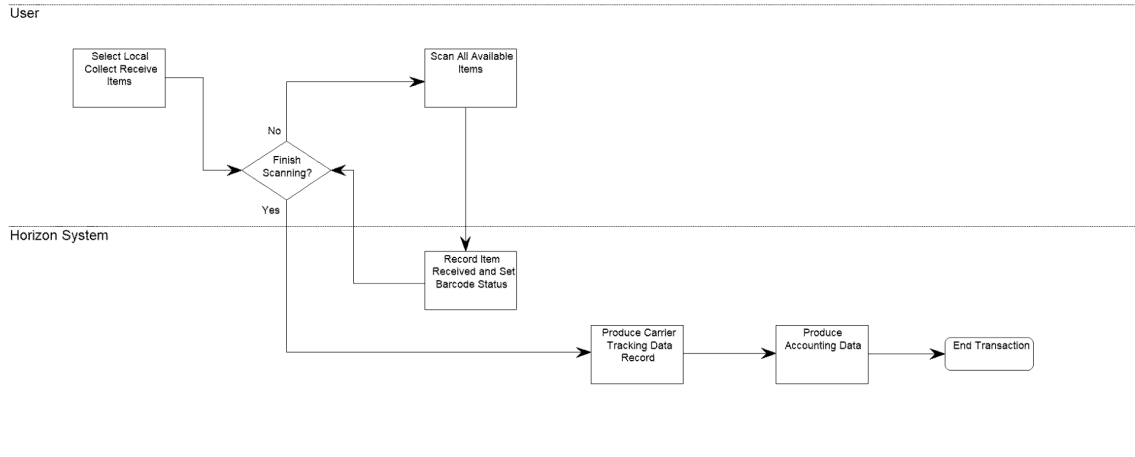 User
Select Local
Collect Receive
Items
Scan All Available
Items
No
Finish
Scanning?
Yes
Horizon System
Record Item
Received and Set
Barcode Status
Produce Carrier
Tracking Data
Record
Produce
Accounting Data
End Transaction